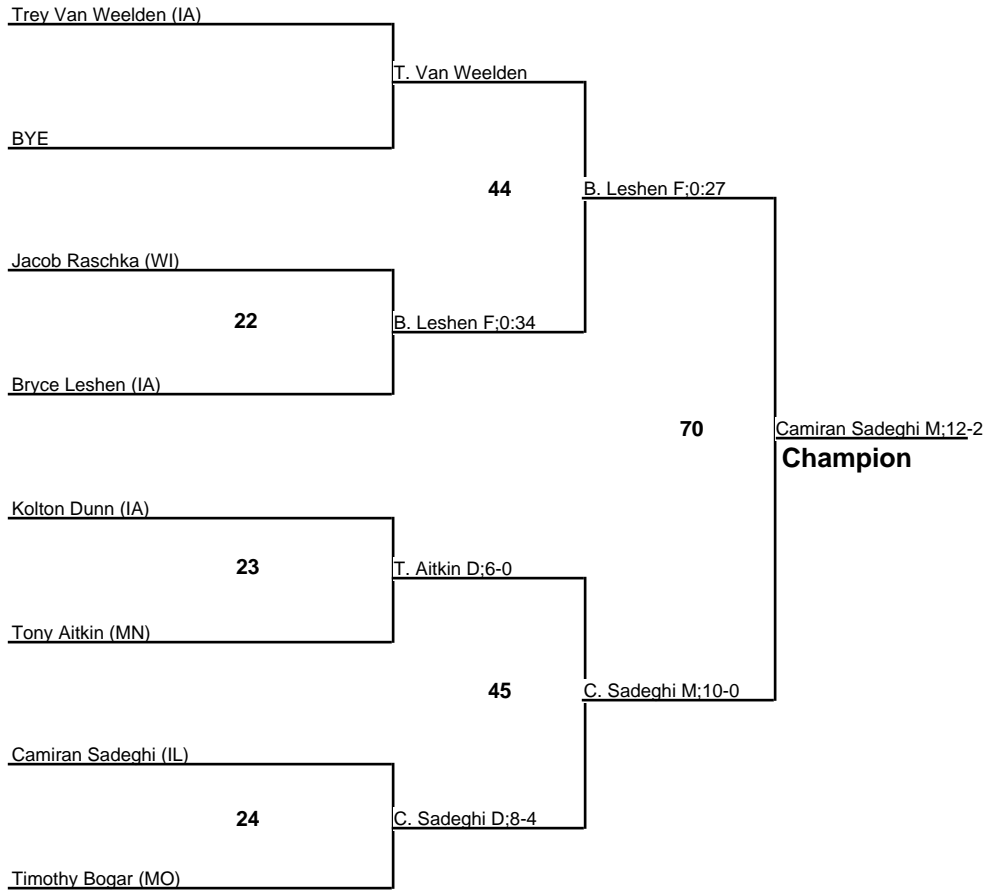 Trey Van Weelden (IA)
T. Van Weelden
BYE
44
B. Leshen F;0:27
Jacob Raschka (WI)
22
B. Leshen F;0:34
Bryce Leshen (IA)
70
Camiran Sadeghi M;12-2
Champion
Kolton Dunn (IA)
23
T. Aitkin D;6-0
Tony Aitkin (MN)
45
C. Sadeghi M;10-0
Camiran Sadeghi (IL)
24
C. Sadeghi D;8-4
Timothy Bogar (MO)